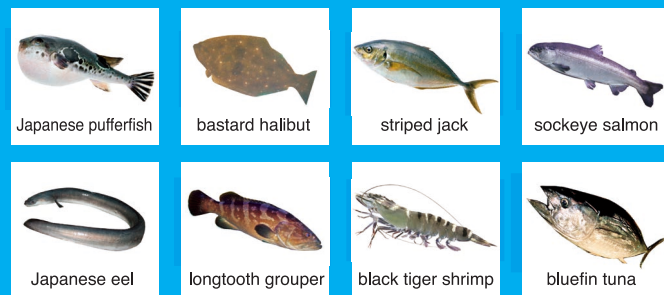 Japanese pufferfish
bastard halibut
striped jack
sockeye salmon
Japanese eel
longtooth grouper
black tiger shrimp
bluefin tuna